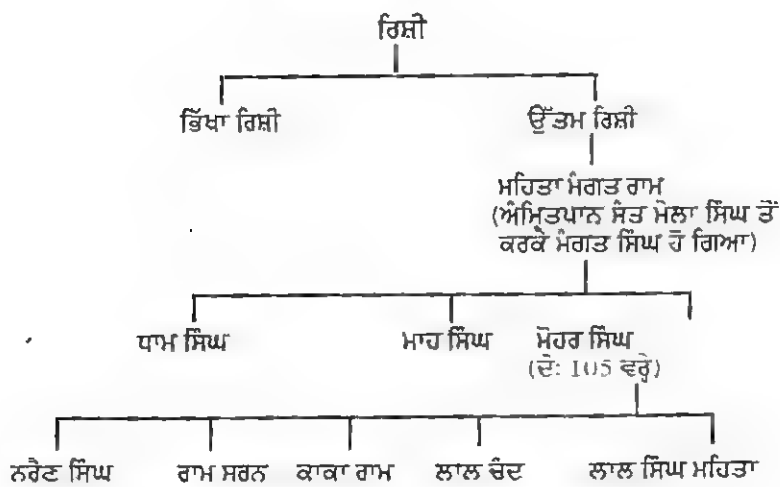 ਰਿਸ਼ੀ
ਭਿੱਖਾ ਰਿਸ਼ੀ ਉੱਤਮ ਰਿਸ਼ੀ
ਮਹਿਤਾ ਮੰਗਤ ਰਾਮ
(ਅੰਮ੍ਰਿਤਪਾਨ ਸੰਤ ਮੇਲਾ ਸਿੰਘ ਤੋਂ
ਕਰਕੇ ਮੰਗਤ ਸਿੰਘ ਹੋ ਗਿਆ)
ਧਾਮ ਸਿੰਘ ਮਾਹ ਸਿੰਘ ਮੋਹਰ ਸਿੰਘ
(ਦੇ: 105 ਵਰ੍ਹੇ)
ਨਰੈਣ ਸਿੰਘ ਰਾਮ ਸਰਨ ਕਾਕਾ ਰਾਮ ਲਾਲ ਚੰਦ ਲਾਲ ਸਿੰਘ ਮਹਿਤਾ